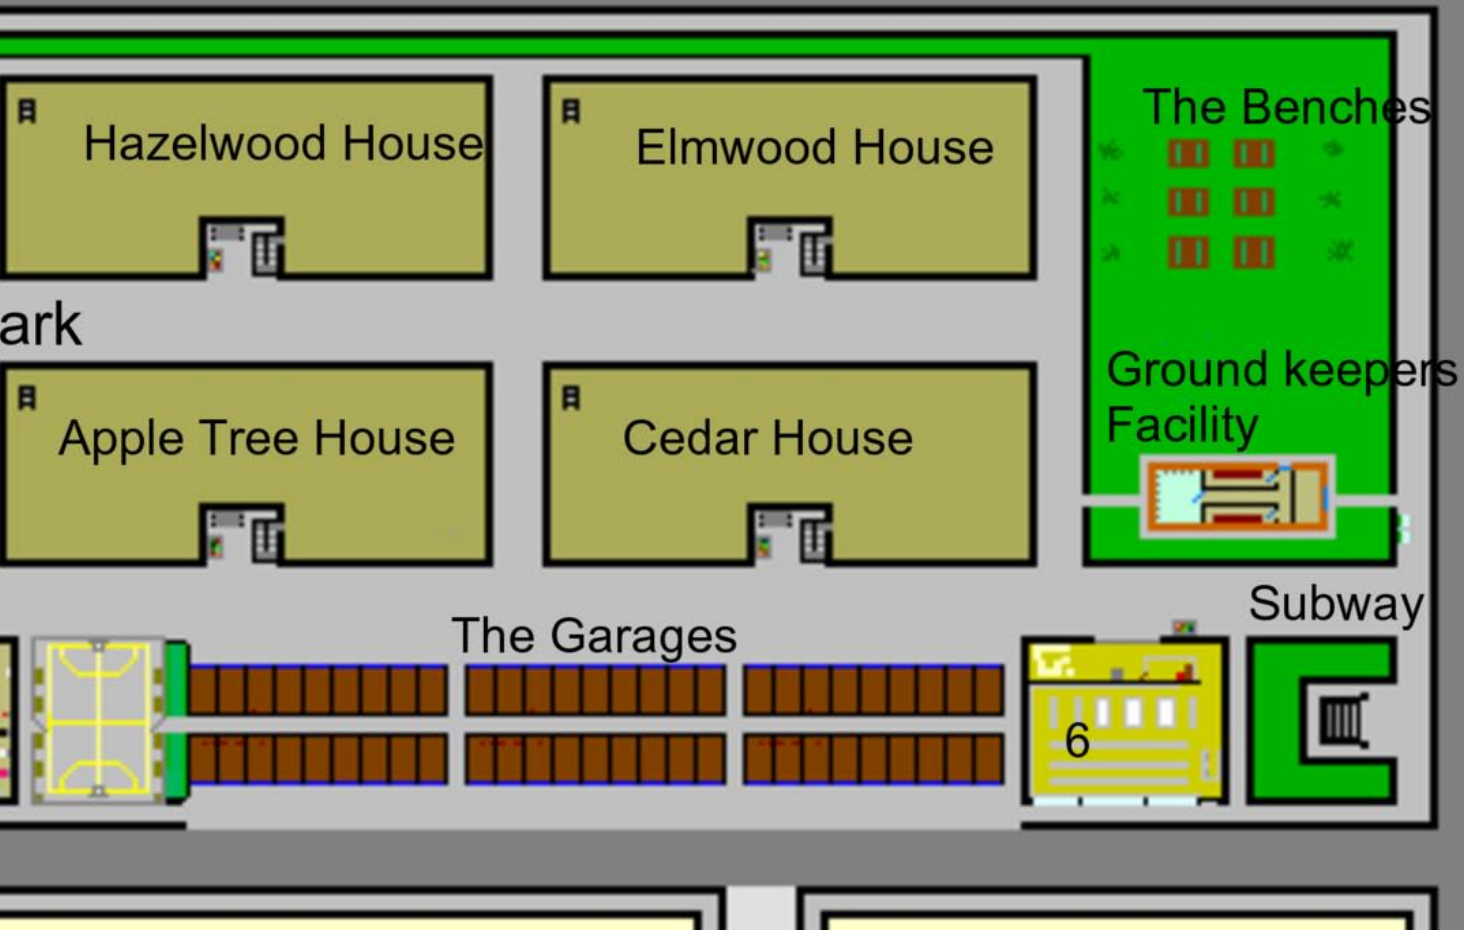 The Benches
Hazelwood House
Elmwood House
ark
Ground keepers
Facility
Apple Tree House
Cedar House
Subway
The Garages
6